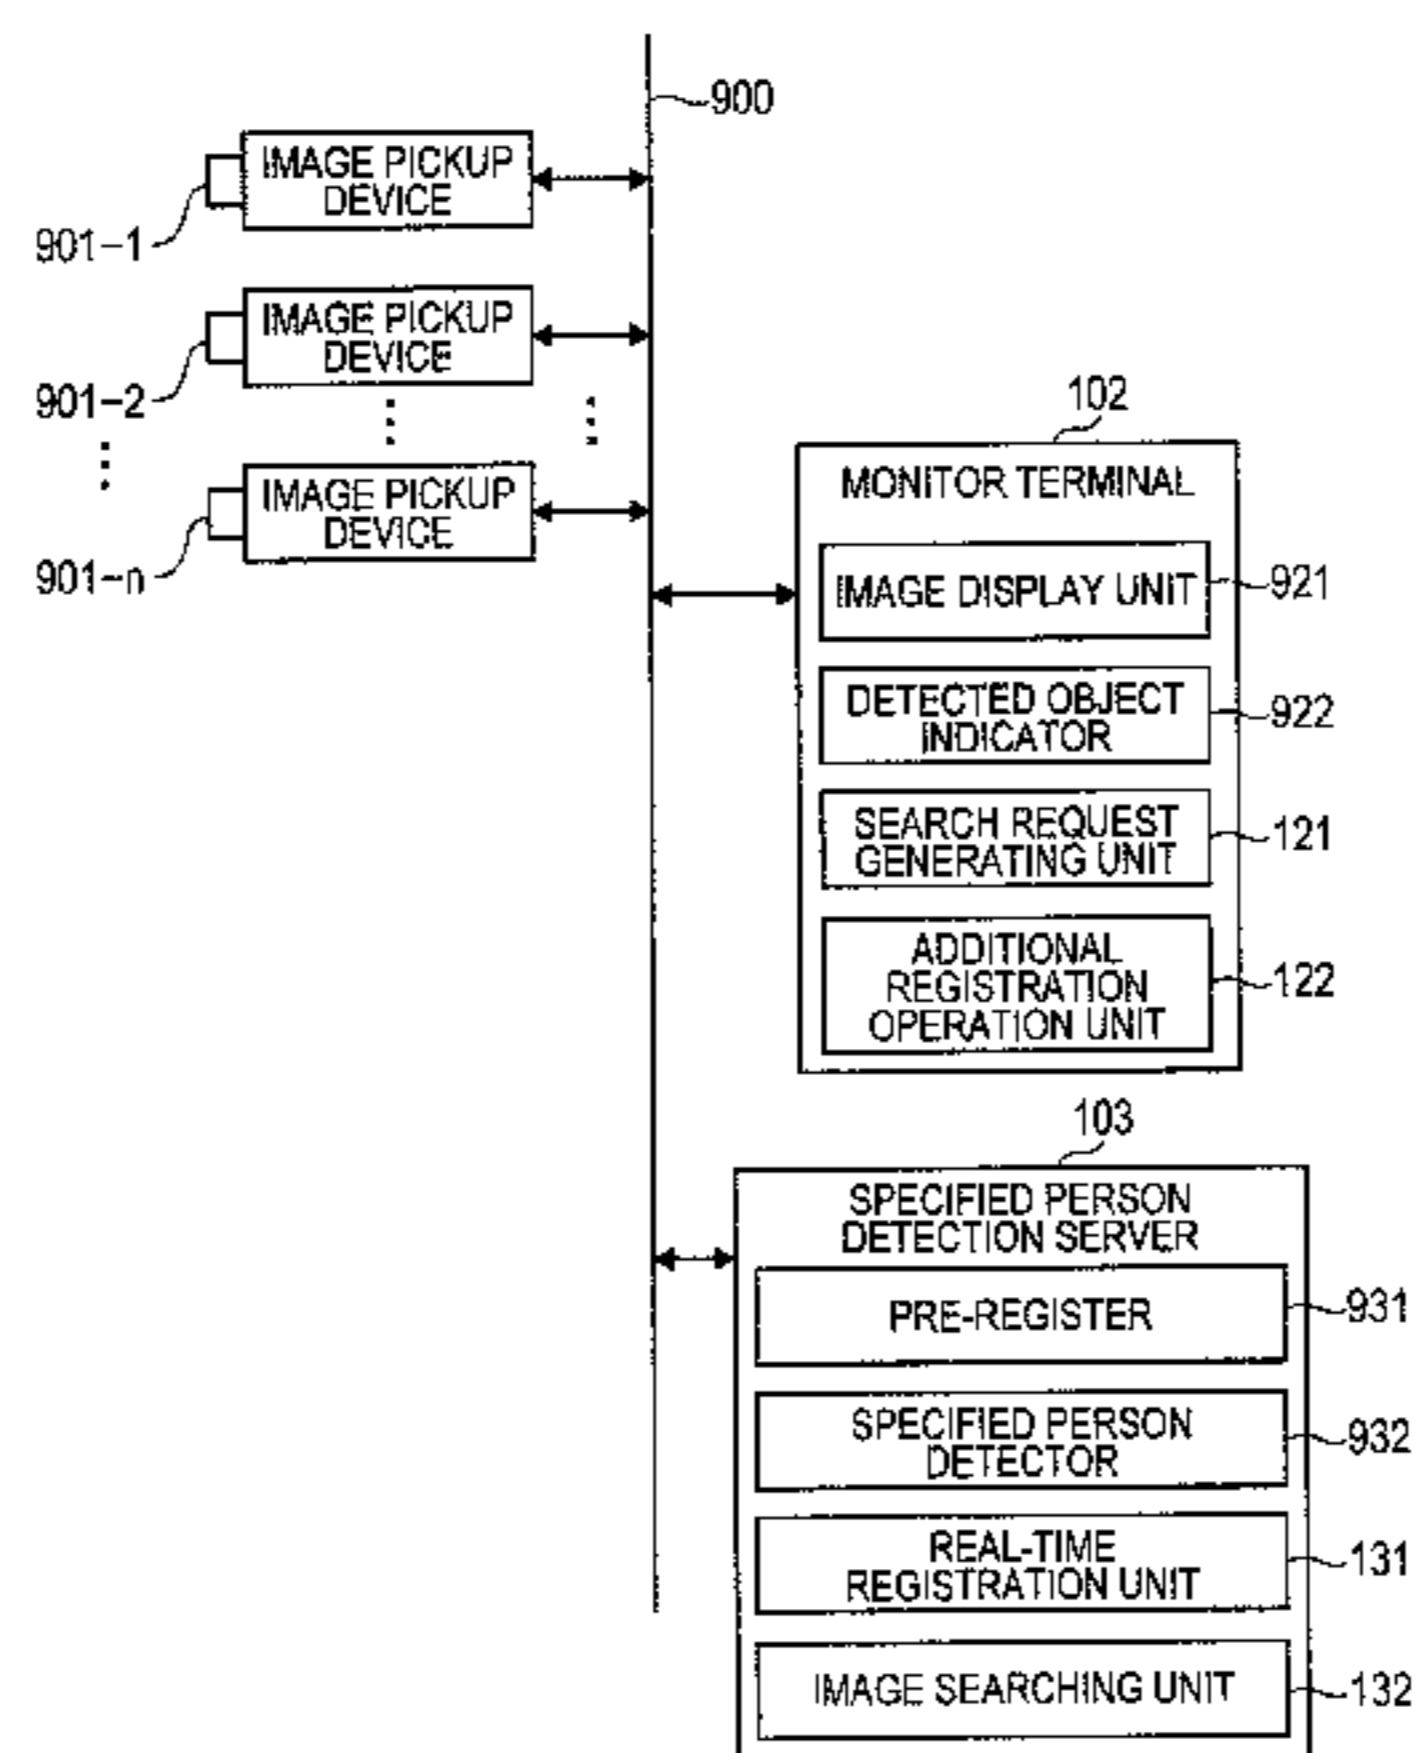 900
IMAGE PICKUP
DEVICE
901-1
IMAGE PICKUP
DEVICE
901-2
IMAGE PICKUP
DEVICE
901-n
102
MONITOR TERMINAL
IMAGE DISPLAY UNIT
921
DETECTED OBJECT
INDICATOR
922
SEARCH REQUEST
GENERATING UNIT
121
ADDITIONAL
REGISTRATION
OPERATION UNIT
122
103
SPECIFIED PERSON
DETECTION SERVER
PRE-REGISTER
931
SPECIFIED PERSON
DETECTOR
932
REAL-TIME
REGISTRATION UNIT
131
IMAGE SEARCHING UNIT
132